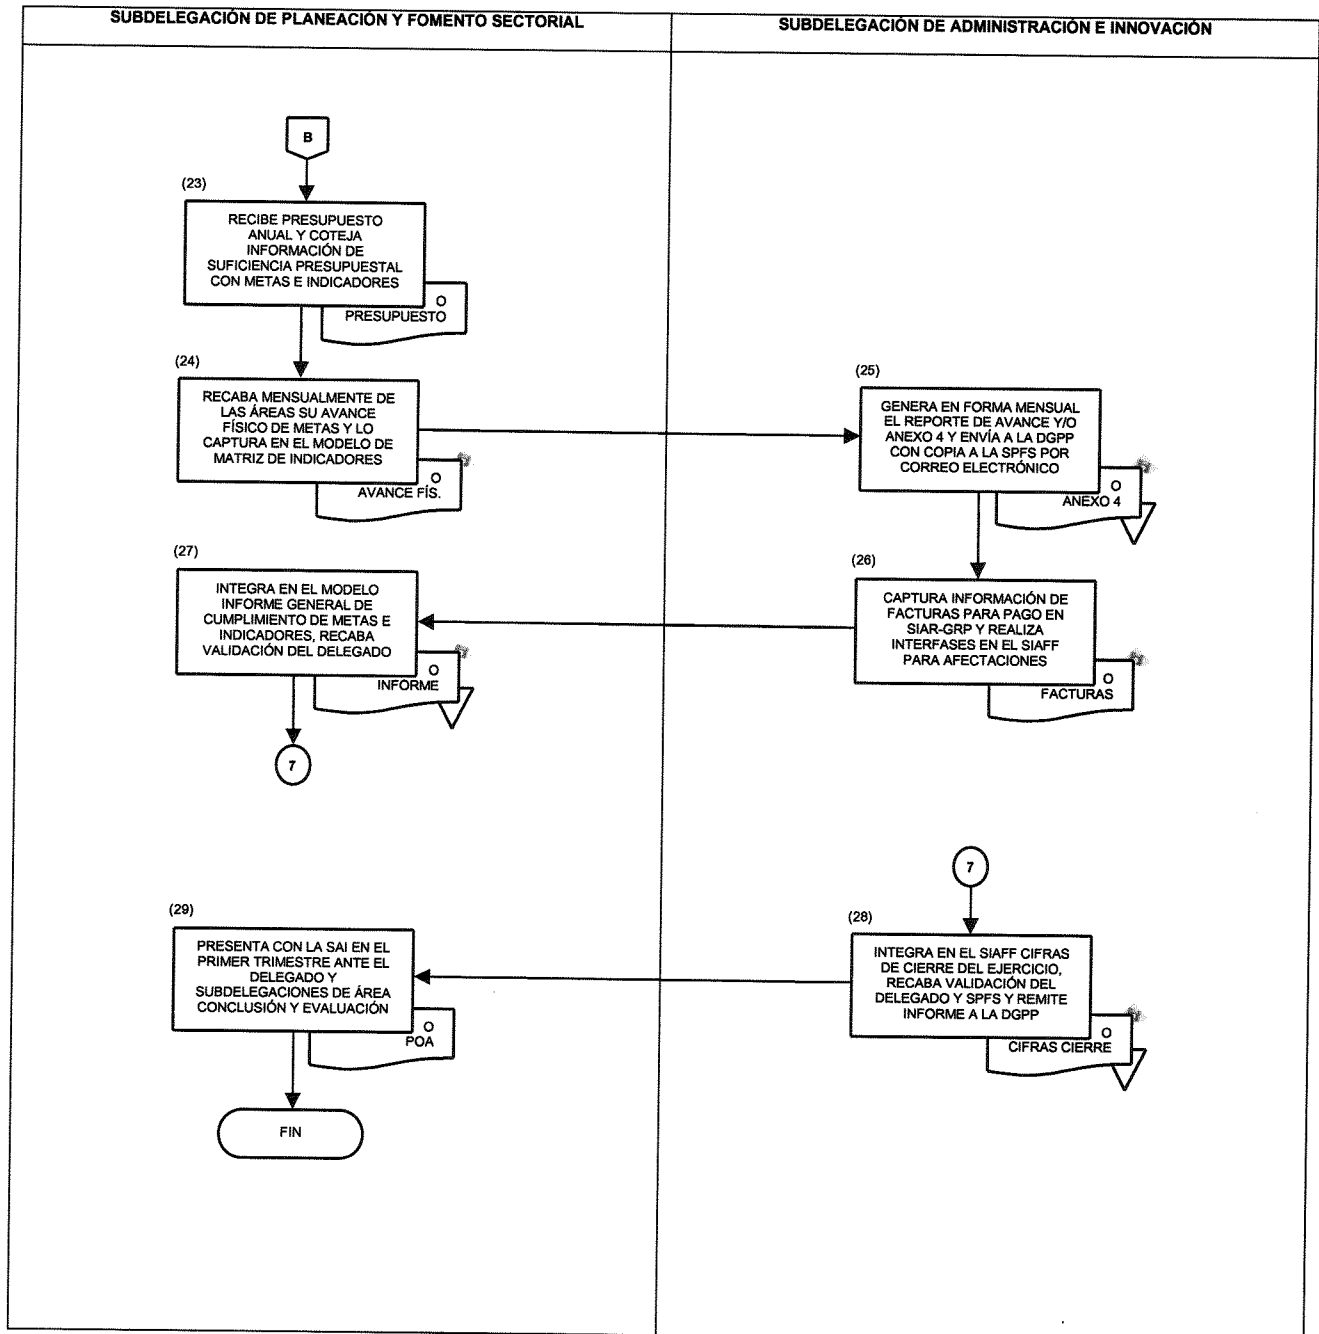 SUBDELEGACIÓN DE PLANEACIÓN Y FOMENTO SECTORIAL
SUBDELEGACIÓN DE ADMINISTRACIÓN E INNOVACIÓN
B
(23)
RECIBE PRESUPUESTO
ANUAL Y COTEJA
INFORMACIÓN DE
SUFICIENCIA PRESUPUESTAL
CON METAS E INDICADORES
O
PRESUPUESTO
(24)
RECABA MENSUALMENTE DE
LAS ÁREAS SU AVANCE
FÍSICO DE METAS Y LO
CAPTURA EN EL MODELO DE
MATRIZ DE INDICADORES
O
AVANCE FÍS.
(25)
GENERA EN FORMA MENSUAL
EL REPORTE DE AVANCE Y/O
ANEXO 4 Y ENVÍA A LA DGPP
CON COPIA A LA SPFS POR
CORREO ELECTRÓNICO
O
ANEXO 4
(26)
CAPTURA INFORMACIÓN DE
FACTURAS PARA PAGO EN
SIAR-GRP Y REALIZA
INTERFASES EN EL SIAFF
PARA AFECTACIONES
O
FACTURAS
(27)
INTEGRA EN EL MODELO
INFORME GENERAL DE
CUMPLIMIENTO DE METAS E
INDICADORES, RECABA
VALIDACIÓN DEL DELEGADO
O
INFORME
7
7
(28)
INTEGRA EN EL SIAFF CIFRAS
DE CIERRE DEL EJERCICIO,
RECABA VALIDACIÓN DEL
DELEGADO Y SPFS Y REMITE
INFORME A LA DGPP
O
CIFRAS CIERRE
(29)
PRESENTA CON LA SAI EN EL
PRIMER TRIMESTRE ANTE EL
DELEGADO Y
SUBDELEGACIONES DE ÁREA
CONCLUSIÓN Y EVALUACIÓN
O
POA
FIN